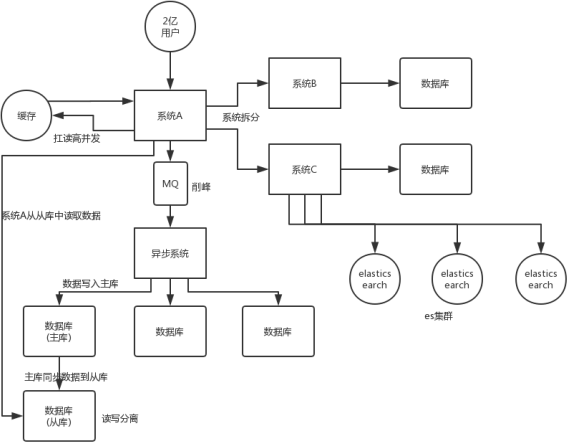 2亿
用户
缓存
系统A
系统B
数据库
系统拆分
扛读高并发
系统C
数据库
MQ
削峰
系统A从从库中读取数据
异步系统
elastics
earch
elastics
earch
elastics
earch
数据写入主库
es集群
数据库
(主库)
数据库
数据库
主库同步数据到从库
数据库
(从库)
读写分离